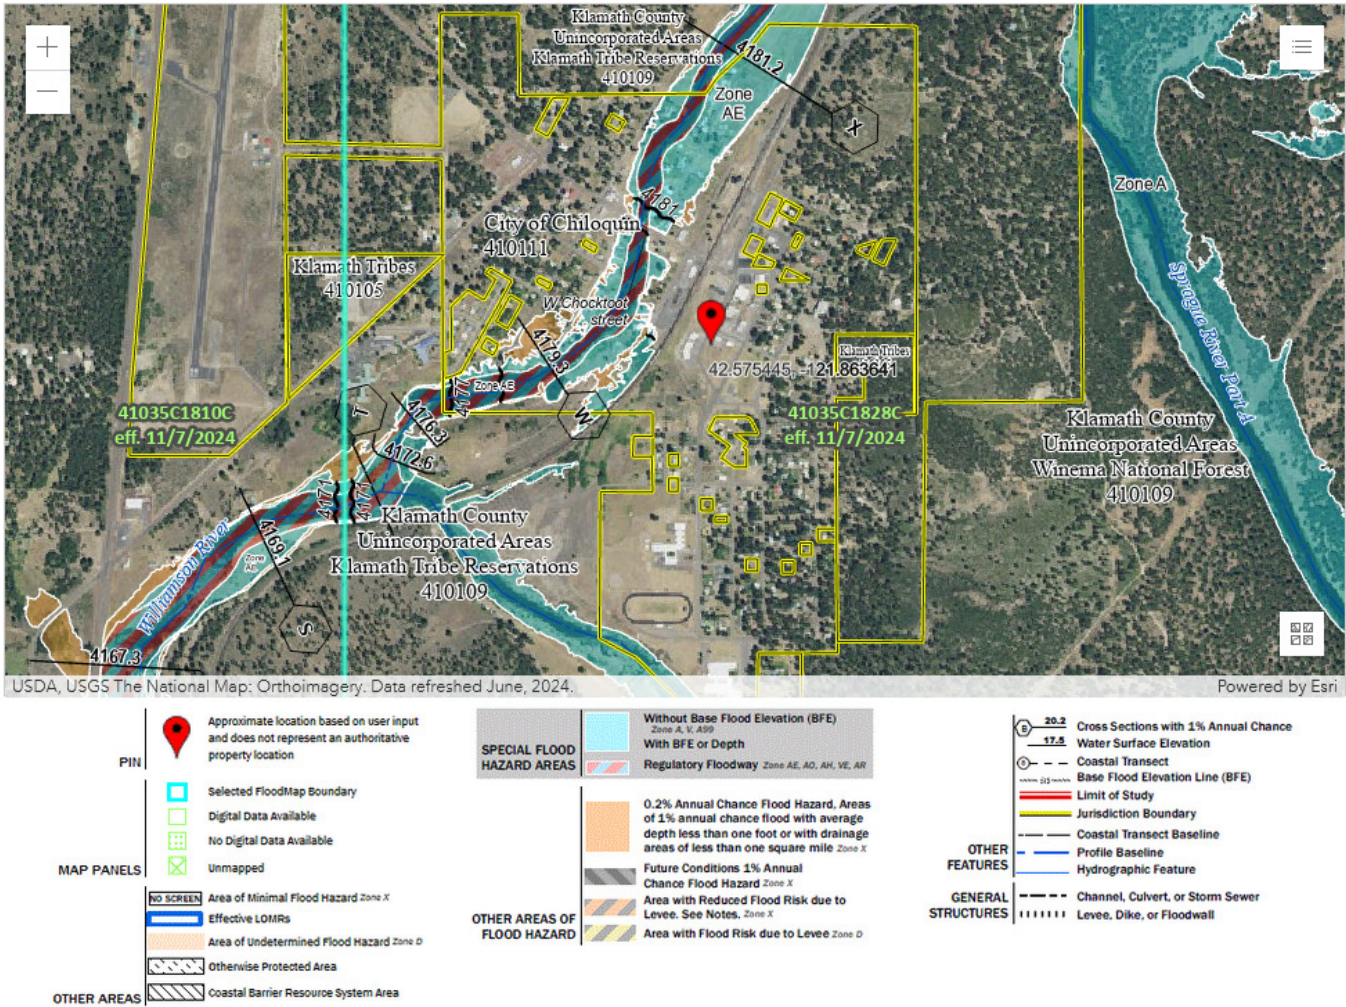 Klamath County
Unincorporated Areas
Klamath Tribe Reservations
410109
4181.2
Zone
AE
X
Zone A
4181
City of Chiloquin
410111
Klamath Tribes
410105
W Chocktoot
street
Sprague River Part A
4179.3
42.575445, -121.863641
Klamath Tribes
Zone AE
4177
T
W
4176.3
41035C1810C
eff. 11/7/2024
41035C1828C
eff. 11/7/2024
Klamath County
Unincorporated Areas
Winema National Forest
410109
4172.6
4171
4171
Klamath County
Unincorporated Areas
Klamath Tribe Reservations
410109
4169.1
Williamson River
Zone
AE
S
4167.3
USDA, USGS The National Map: Orthoimagery. Data refreshed June, 2024.
Powered by Esri
PIN
Approximate location based on user input
and does not represent an authoritative
property location
MAP PANELS
Selected FloodMap Boundary
Digital Data Available
No Digital Data Available
Unmapped
OTHER AREAS
NO SCREEN Area of Minimal Flood Hazard Zone X
Effective LOMRs
Area of Undetermined Flood Hazard Zone D
Otherwise Protected Area
Coastal Barrier Resource System Area
SPECIAL FLOOD
HAZARD AREAS
Without Base Flood Elevation (BFE)
Zone A, V, A99
With BFE or Depth
Regulatory Floodway Zone AE, AO, AH, VE, AR
OTHER AREAS OF
FLOOD HAZARD
0.2% Annual Chance Flood Hazard, Areas
of 1% annual chance flood with average
depth less than one foot or with drainage
areas of less than one square mile Zone X
Future Conditions 1% Annual
Chance Flood Hazard Zone X
Area with Reduced Flood Risk due to
Levee. See Notes. Zone X
Area with Flood Risk due to Levee Zone D
OTHER
FEATURES
B 20.2 Cross Sections with 1% Annual Chance
17.5 Water Surface Elevation
8 Coastal Transect
513 Base Flood Elevation Line (BFE)
Limit of Study
Jurisdiction Boundary
Coastal Transect Baseline
Profile Baseline
Hydrographic Feature
GENERAL
STRUCTURES
Channel, Culvert, or Storm Sewer
Levee, Dike, or Floodwall